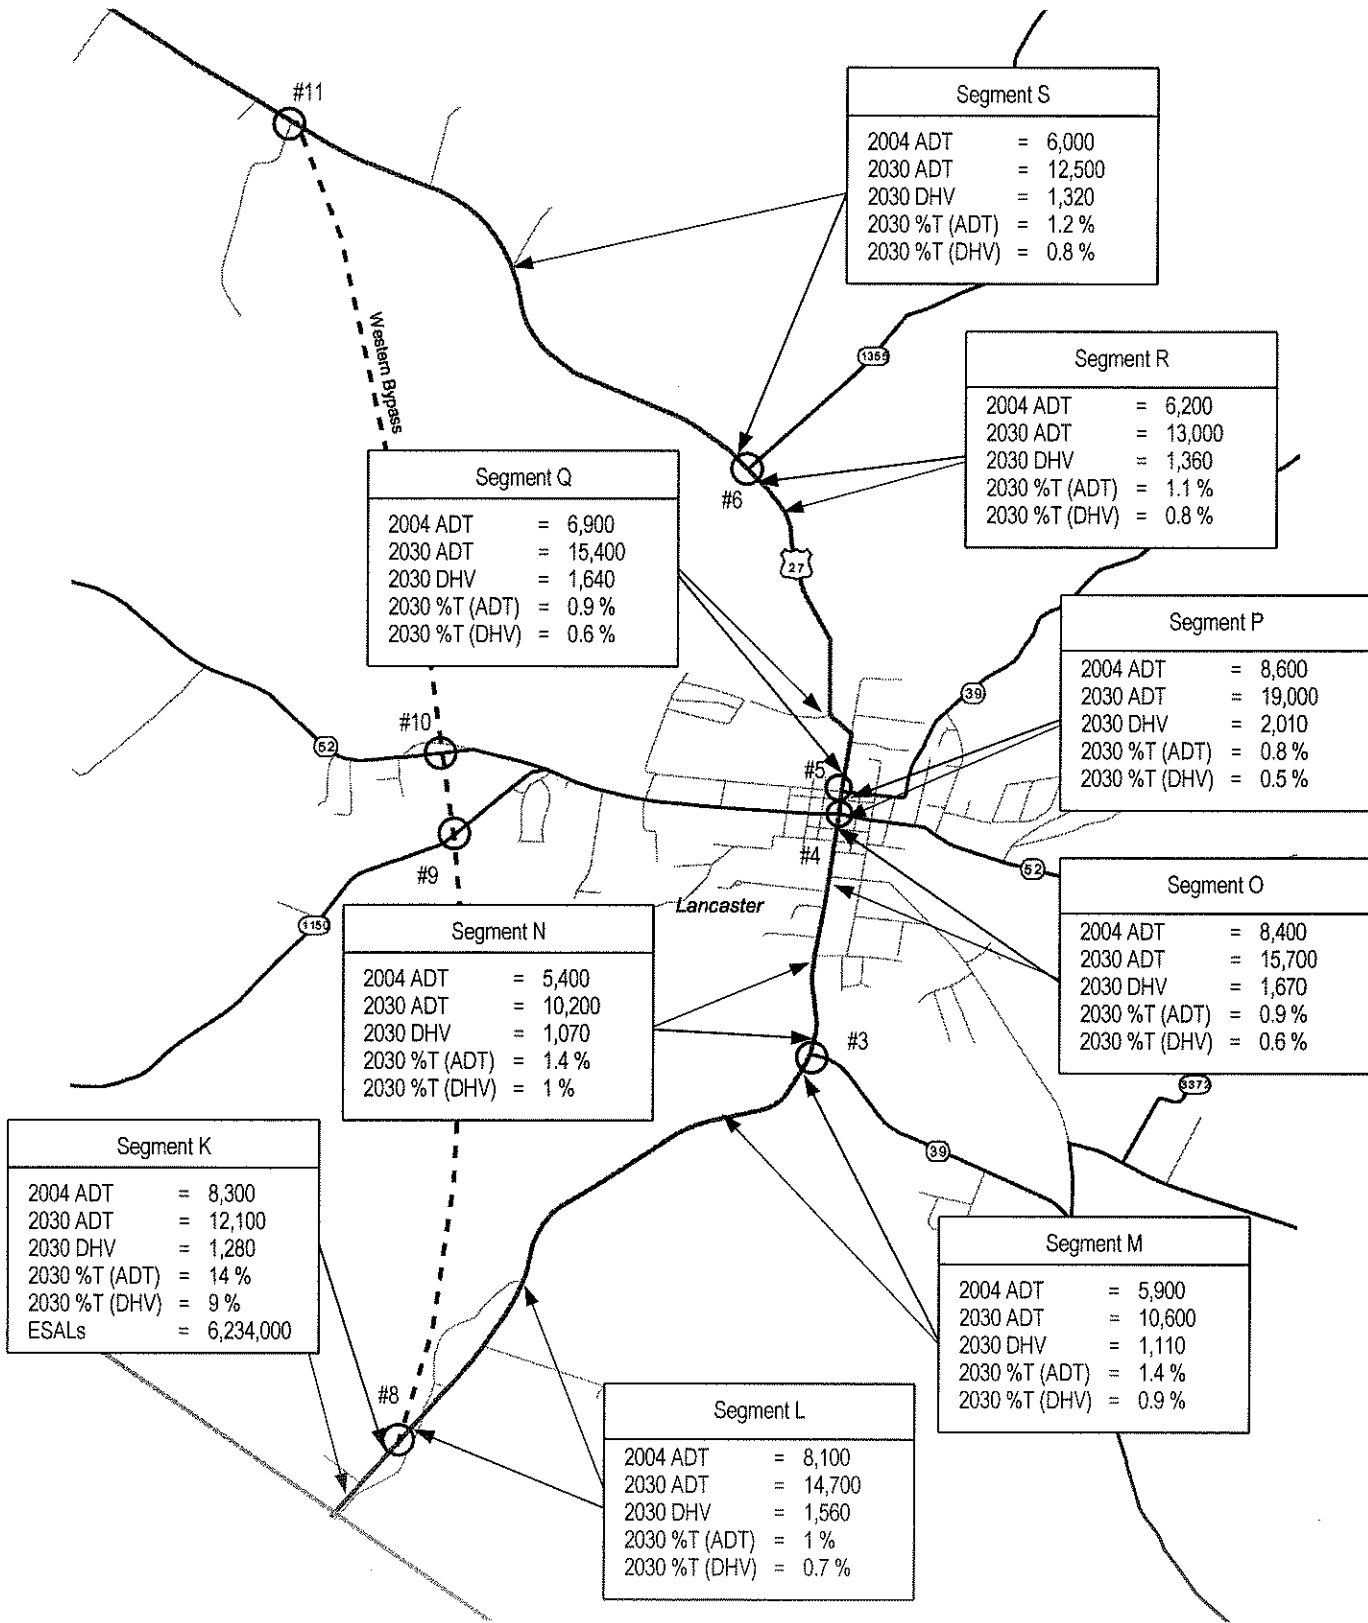 #11
Segment S
2004 ADT = 6,000
2030 ADT = 12,500
2030 DHV = 1,320
2030 %T (ADT) = 1.2 %
2030 %T (DHV) = 0.8 %
Western Bypass
1355
Segment R
2004 ADT = 6,200
2030 ADT = 13,000
2030 DHV = 1,360
2030 %T (ADT) = 1.1 %
2030 %T (DHV) = 0.8 %
#6
Segment Q
2004 ADT = 6,900
2030 ADT = 15,400
2030 DHV = 1,640
2030 %T (ADT) = 0.9 %
2030 %T (DHV) = 0.6 %
27
Segment P
2004 ADT = 8,600
2030 ADT = 19,000
2030 DHV = 2,010
2030 %T (ADT) = 0.8 %
2030 %T (DHV) = 0.5 %
39
#10
52
#5
#4
#9
52
Lancaster
1150
Segment O
2004 ADT = 8,400
2030 ADT = 15,700
2030 DHV = 1,670
2030 %T (ADT) = 0.9 %
2030 %T (DHV) = 0.6 %
Segment N
2004 ADT = 5,400
2030 ADT = 10,200
2030 DHV = 1,070
2030 %T (ADT) = 1.4 %
2030 %T (DHV) = 1 %
#3
3372
39
Segment K
2004 ADT = 8,300
2030 ADT = 12,100
2030 DHV = 1,280
2030 %T (ADT) = 14 %
2030 %T (DHV) = 9 %
ESALs = 6,234,000
Segment M
2004 ADT = 5,900
2030 ADT = 10,600
2030 DHV = 1,110
2030 %T (ADT) = 1.4 %
2030 %T (DHV) = 0.9 %
#8
Segment L
2004 ADT = 8,100
2030 ADT = 14,700
2030 DHV = 1,560
2030 %T (ADT) = 1 %
2030 %T (DHV) = 0.7 %